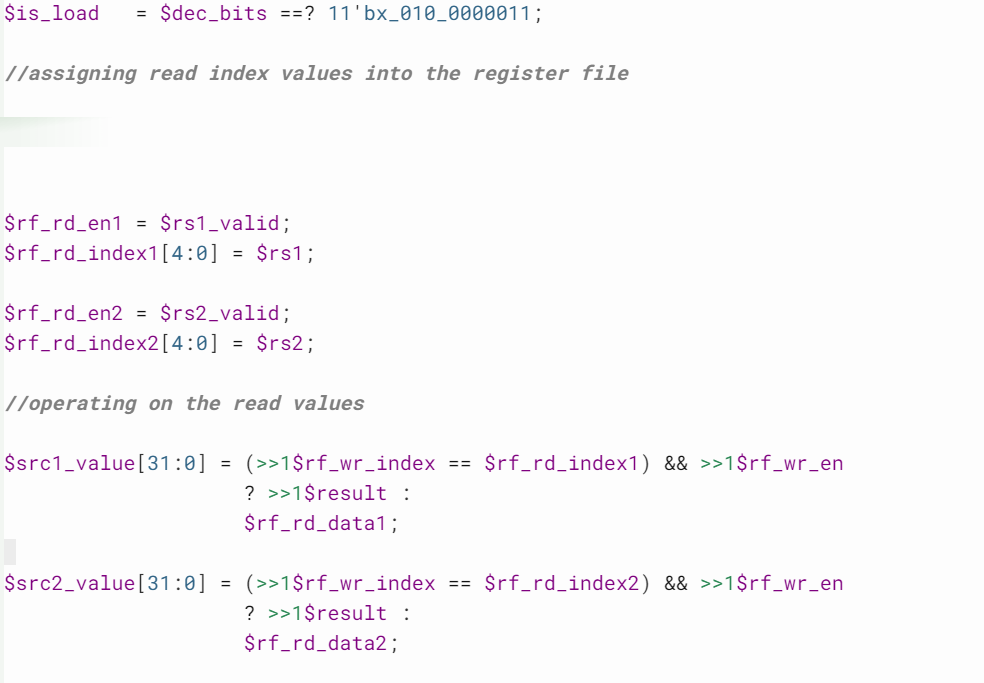 $is_load   = $dec_bits ==? 11'bx_010_0000011;
//assigning read index values into the register file
$rf_rd_en1 = $rs1_valid;
$rf_rd_index1[4:0] = $rs1;
$rf_rd_en2 = $rs2_valid;
$rf_rd_index2[4:0] = $rs2;
//operating on the read values
$src1_value[31:0] = (>>1$rf_wr_index == $rf_rd_index1) && >>1$rf_wr_en
? >>1$result :
$rf_rd_data1;
$src2_value[31:0] = (>>1$rf_wr_index == $rf_rd_index2) && >>1$rf_wr_en
? >>1$result :
$rf_rd_data2;